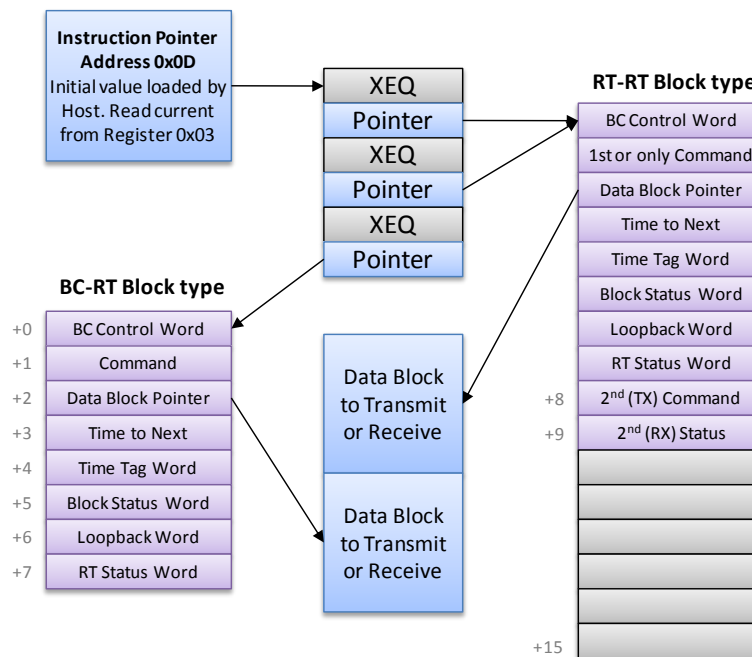 Instruction Pointer
Address 0x0D
Initial value loaded by
Host. Read current
from Register 0x03
XEQ
Pointer
XEQ
Pointer
XEQ
Pointer
RT-RT Block type
BC Control Word
1st or only Command
Data Block Pointer
Time to Next
Time Tag Word
Block Status Word
Loopback Word
RT Status Word
+8 2nd (TX) Command
+9 2nd (RX) Status
+15
BC-RT Block type
+0 BC Control Word
+1 Command
+2 Data Block Pointer
+3 Time to Next
+4 Time Tag Word
+5 Block Status Word
+6 Loopback Word
+7 RT Status Word
Data Block
to Transmit
or Receive
Data Block
to Transmit
or Receive